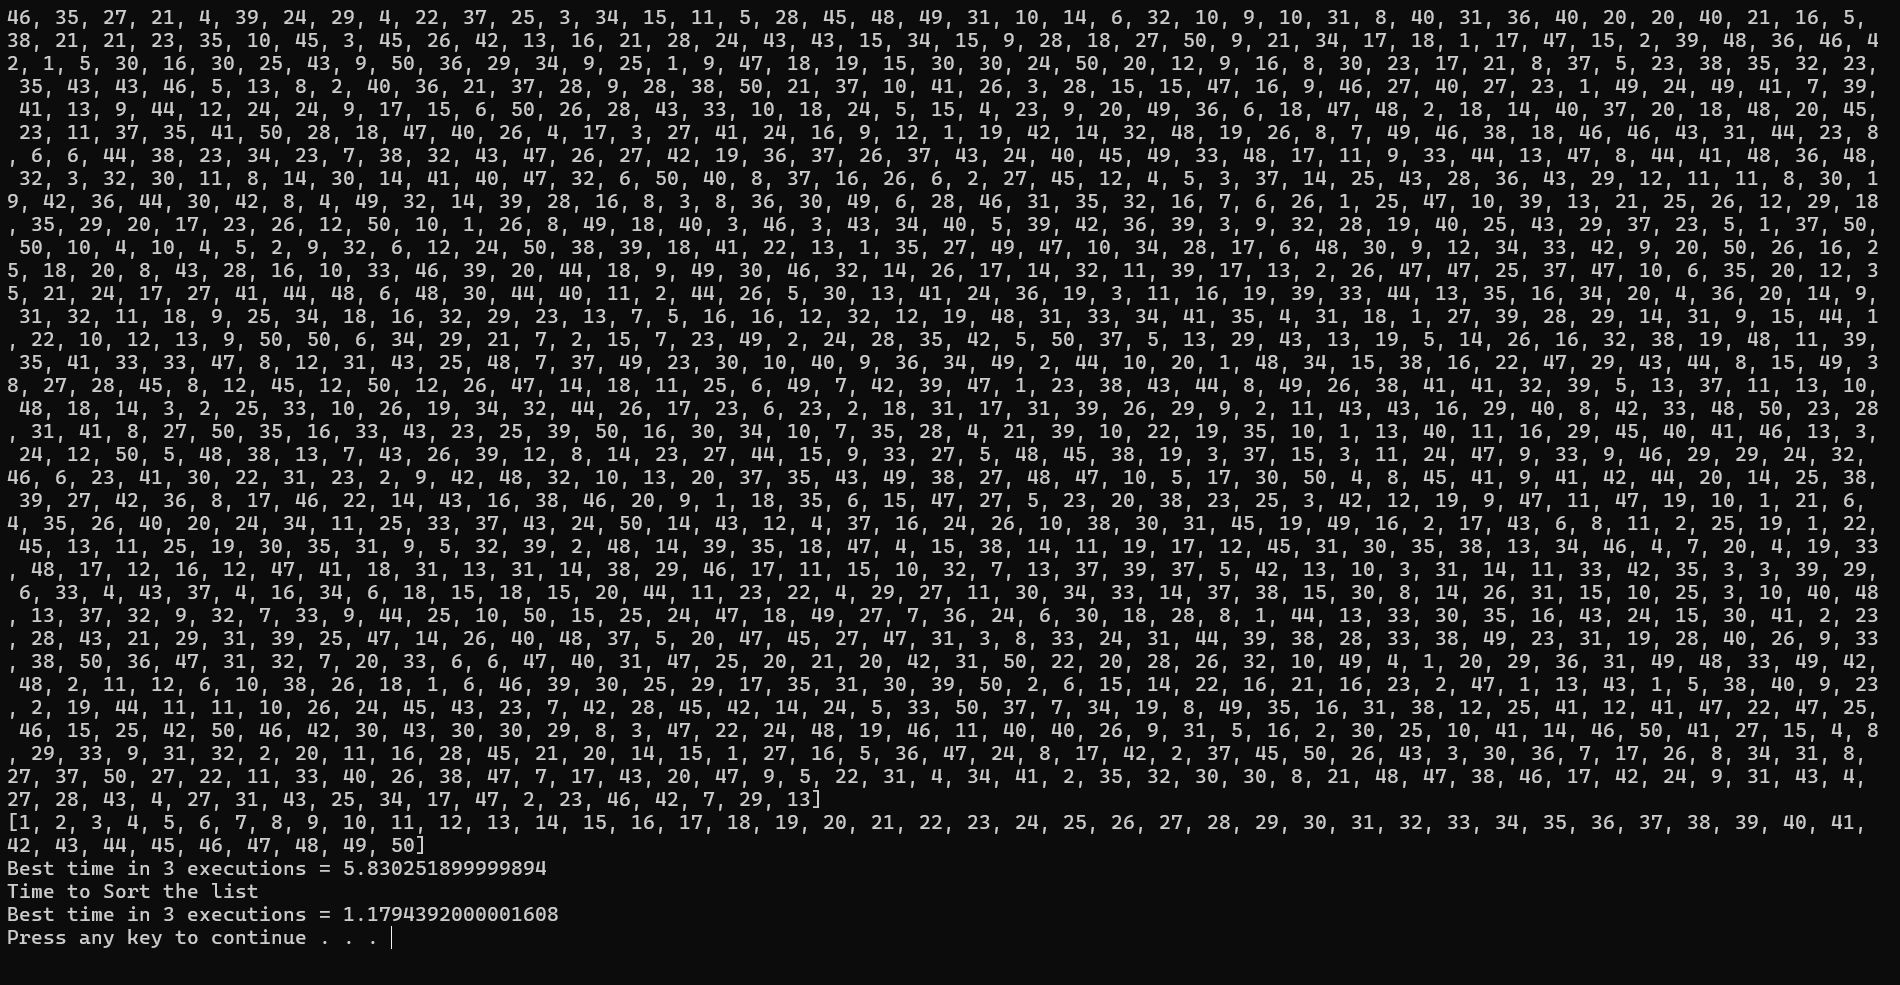 46, 35, 27, 21, 4, 39, 24, 29, 4, 22, 37, 25, 3, 34, 15, 11, 5, 28, 45, 48, 49, 31, 10, 14, 6, 32, 10, 9, 10, 31, 8, 40, 31, 36, 40, 20, 20, 40, 21, 16, 5,
38, 21, 21, 23, 35, 10, 45, 3, 45, 26, 42, 13, 16, 21, 28, 24, 43, 43, 15, 34, 15, 9, 28, 18, 27, 50, 9, 21, 34, 17, 18, 1, 17, 47, 15, 2, 39, 48, 36, 46, 4
2, 1, 5, 30, 16, 30, 25, 43, 9, 50, 36, 29, 34, 9, 25, 1, 9, 47, 18, 19, 15, 30, 30, 24, 50, 20, 12, 9, 16, 8, 30, 23, 17, 21, 8, 37, 5, 23, 38, 35, 32, 23,
35, 43, 43, 46, 5, 13, 8, 2, 40, 36, 21, 37, 28, 9, 28, 38, 50, 21, 37, 10, 41, 26, 3, 28, 15, 15, 47, 16, 9, 46, 27, 40, 27, 23, 1, 49, 24, 49, 41, 7, 39,
41, 13, 9, 44, 12, 24, 24, 9, 17, 15, 6, 50, 26, 28, 43, 33, 10, 18, 24, 5, 15, 4, 23, 9, 20, 49, 36, 6, 18, 47, 48, 2, 18, 14, 40, 37, 20, 18, 48, 20, 45,
23, 11, 37, 35, 41, 50, 28, 18, 47, 40, 26, 4, 17, 3, 27, 41, 24, 16, 9, 12, 1, 19, 42, 14, 32, 48, 19, 26, 8, 7, 49, 46, 38, 18, 46, 46, 43, 31, 44, 23, 8
, 6, 6, 44, 38, 23, 34, 23, 7, 38, 32, 43, 47, 26, 27, 42, 19, 36, 37, 26, 37, 43, 24, 40, 45, 49, 33, 48, 17, 11, 9, 33, 44, 13, 47, 8, 44, 41, 48, 36, 48,
32, 3, 32, 30, 11, 8, 14, 30, 14, 41, 40, 47, 32, 6, 50, 40, 8, 37, 16, 26, 6, 2, 27, 45, 12, 4, 5, 3, 37, 14, 25, 43, 28, 36, 43, 29, 12, 11, 11, 8, 30, 1
9, 42, 36, 44, 30, 42, 8, 4, 49, 32, 14, 39, 28, 16, 8, 3, 8, 36, 30, 49, 6, 28, 46, 31, 35, 32, 16, 7, 6, 26, 1, 25, 47, 10, 39, 13, 21, 25, 26, 12, 29, 18
, 35, 29, 20, 17, 23, 26, 12, 50, 10, 1, 26, 8, 49, 18, 40, 3, 46, 3, 43, 34, 40, 5, 39, 42, 36, 39, 3, 9, 32, 28, 19, 40, 25, 43, 29, 37, 23, 5, 1, 37, 50,
50, 10, 4, 10, 4, 5, 2, 9, 32, 6, 12, 24, 50, 38, 39, 18, 41, 22, 13, 1, 35, 27, 49, 47, 10, 34, 28, 17, 6, 48, 30, 9, 12, 34, 33, 42, 9, 20, 50, 26, 16, 2
5, 18, 20, 8, 43, 28, 16, 10, 33, 46, 39, 20, 44, 18, 9, 49, 30, 46, 32, 14, 26, 17, 14, 32, 11, 39, 17, 13, 2, 26, 47, 47, 25, 37, 47, 10, 6, 35, 20, 12, 3
5, 21, 24, 17, 27, 41, 44, 48, 6, 48, 30, 44, 40, 11, 2, 44, 26, 5, 30, 13, 41, 24, 36, 19, 3, 11, 16, 19, 39, 33, 44, 13, 35, 16, 34, 20, 4, 36, 20, 14, 9,
31, 32, 11, 18, 9, 25, 34, 18, 16, 32, 29, 23, 13, 7, 5, 16, 16, 12, 32, 12, 19, 48, 31, 33, 34, 41, 35, 4, 31, 18, 1, 27, 39, 28, 29, 14, 31, 9, 15, 44, 1
, 22, 10, 12, 13, 9, 50, 50, 6, 34, 29, 21, 7, 2, 15, 7, 23, 49, 2, 24, 28, 35, 42, 5, 50, 37, 5, 13, 29, 43, 13, 19, 5, 14, 26, 16, 32, 38, 19, 48, 11, 39,
35, 41, 33, 33, 47, 8, 12, 31, 43, 25, 48, 7, 37, 49, 23, 30, 10, 40, 9, 36, 34, 49, 2, 44, 10, 20, 1, 48, 34, 15, 38, 16, 22, 47, 29, 43, 44, 8, 15, 49, 3
8, 27, 28, 45, 8, 12, 45, 12, 50, 12, 26, 47, 14, 18, 11, 25, 6, 49, 7, 42, 39, 47, 1, 23, 38, 43, 44, 8, 49, 26, 38, 41, 41, 32, 39, 5, 13, 37, 11, 13, 10,
48, 18, 14, 3, 2, 25, 33, 10, 26, 19, 34, 32, 44, 26, 17, 23, 6, 23, 2, 18, 31, 17, 31, 39, 26, 29, 9, 2, 11, 43, 43, 16, 29, 40, 8, 42, 33, 48, 50, 23, 28
, 31, 41, 8, 27, 50, 35, 16, 33, 43, 23, 25, 39, 50, 16, 30, 34, 10, 7, 35, 28, 4, 21, 39, 10, 22, 19, 35, 10, 1, 13, 40, 11, 16, 29, 45, 40, 41, 46, 13, 3,
24, 12, 50, 5, 48, 38, 13, 7, 43, 26, 39, 12, 8, 14, 23, 27, 44, 15, 9, 33, 27, 5, 48, 45, 38, 19, 3, 37, 15, 3, 11, 24, 47, 9, 33, 9, 46, 29, 29, 24, 32,
46, 6, 23, 41, 30, 22, 31, 23, 2, 9, 42, 48, 32, 10, 13, 20, 37, 35, 43, 49, 38, 27, 48, 47, 10, 5, 17, 30, 50, 4, 8, 45, 41, 9, 41, 42, 44, 20, 14, 25, 38,
39, 27, 42, 36, 8, 17, 46, 22, 14, 43, 16, 38, 46, 20, 9, 1, 18, 35, 6, 15, 47, 27, 5, 23, 20, 38, 23, 25, 3, 42, 12, 19, 9, 47, 11, 47, 19, 10, 1, 21, 6,
4, 35, 26, 40, 20, 24, 34, 11, 25, 33, 37, 43, 24, 50, 14, 43, 12, 4, 37, 16, 24, 26, 10, 38, 30, 31, 45, 19, 49, 16, 2, 17, 43, 6, 8, 11, 2, 25, 19, 1, 22,
45, 13, 11, 25, 19, 30, 35, 31, 9, 5, 32, 39, 2, 48, 14, 39, 35, 18, 47, 4, 15, 38, 14, 11, 19, 17, 12, 45, 31, 30, 35, 38, 13, 34, 46, 4, 7, 20, 4, 19, 33
, 48, 17, 12, 16, 12, 47, 41, 18, 31, 13, 31, 14, 38, 29, 46, 17, 11, 15, 10, 32, 7, 13, 37, 39, 37, 5, 42, 13, 10, 3, 31, 14, 11, 33, 42, 35, 3, 3, 39, 29,
6, 33, 4, 43, 37, 4, 16, 34, 6, 18, 15, 18, 15, 20, 44, 11, 23, 22, 4, 29, 27, 11, 30, 34, 33, 14, 37, 38, 15, 30, 8, 14, 26, 31, 15, 10, 25, 3, 10, 40, 48
, 13, 37, 32, 9, 32, 7, 33, 9, 44, 25, 10, 50, 15, 25, 24, 47, 18, 49, 27, 7, 36, 24, 6, 30, 18, 28, 8, 1, 44, 13, 33, 30, 35, 16, 43, 24, 15, 30, 41, 2, 23
, 28, 43, 21, 29, 31, 39, 25, 47, 14, 26, 40, 48, 37, 5, 20, 47, 45, 27, 47, 31, 3, 8, 33, 24, 31, 44, 39, 38, 28, 33, 38, 49, 23, 31, 19, 28, 40, 26, 9, 33
, 38, 50, 36, 47, 31, 32, 7, 20, 33, 6, 6, 47, 40, 31, 47, 25, 20, 21, 20, 42, 31, 50, 22, 20, 28, 26, 32, 10, 49, 4, 1, 20, 29, 36, 31, 49, 48, 33, 49, 42,
48, 2, 11, 12, 6, 10, 38, 26, 18, 1, 6, 46, 39, 30, 25, 29, 17, 35, 31, 30, 39, 50, 2, 6, 15, 14, 22, 16, 21, 16, 23, 2, 47, 1, 13, 43, 1, 5, 38, 40, 9, 23
, 2, 19, 44, 11, 11, 10, 26, 24, 45, 43, 23, 7, 42, 28, 45, 42, 14, 24, 5, 33, 50, 37, 7, 34, 19, 8, 49, 35, 16, 31, 38, 12, 25, 41, 12, 41, 47, 22, 47, 25,
46, 15, 25, 42, 50, 46, 42, 30, 43, 30, 30, 29, 8, 3, 47, 22, 24, 48, 19, 46, 11, 40, 40, 26, 9, 31, 5, 16, 2, 30, 25, 10, 41, 14, 46, 50, 41, 27, 15, 4, 8
, 29, 33, 9, 31, 32, 2, 20, 11, 16, 28, 45, 21, 20, 14, 15, 1, 27, 16, 5, 36, 47, 24, 8, 17, 42, 2, 37, 45, 50, 26, 43, 3, 30, 36, 7, 17, 26, 8, 34, 31, 8,
27, 37, 50, 27, 22, 11, 33, 40, 26, 38, 47, 7, 17, 43, 20, 47, 9, 5, 22, 31, 4, 34, 41, 2, 35, 32, 30, 30, 8, 21, 48, 47, 38, 46, 17, 42, 24, 9, 31, 43, 4,
27, 28, 43, 4, 27, 31, 43, 25, 34, 17, 47, 2, 23, 46, 42, 7, 29, 13]
[1, 2, 3, 4, 5, 6, 7, 8, 9, 10, 11, 12, 13, 14, 15, 16, 17, 18, 19, 20, 21, 22, 23, 24, 25, 26, 27, 28, 29, 30, 31, 32, 33, 34, 35, 36, 37, 38, 39, 40, 41,
42, 43, 44, 45, 46, 47, 48, 49, 50]
Best time in 3 executions = 5.830251899999894
Time to Sort the list
Best time in 3 executions = 1.1794392000001608
Press any key to continue . . .